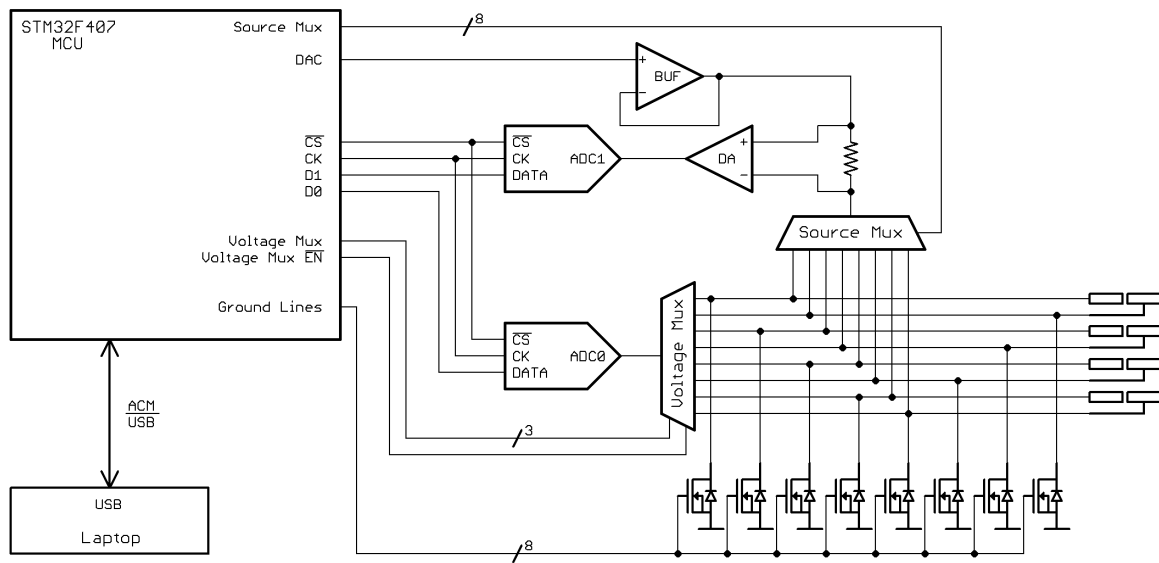 STM32F407
MCU
Source Mux
8
DAC
+
BUF
−
CS
CK
D1
D0
CS
CK
DATA
ADC1
+
DA
−
Source Mux
Voltage Mux
Voltage Mux EN
Ground Lines
CS
CK
DATA
ADC0
Voltage Mux
ACM
USB
3
USB
Laptop
8